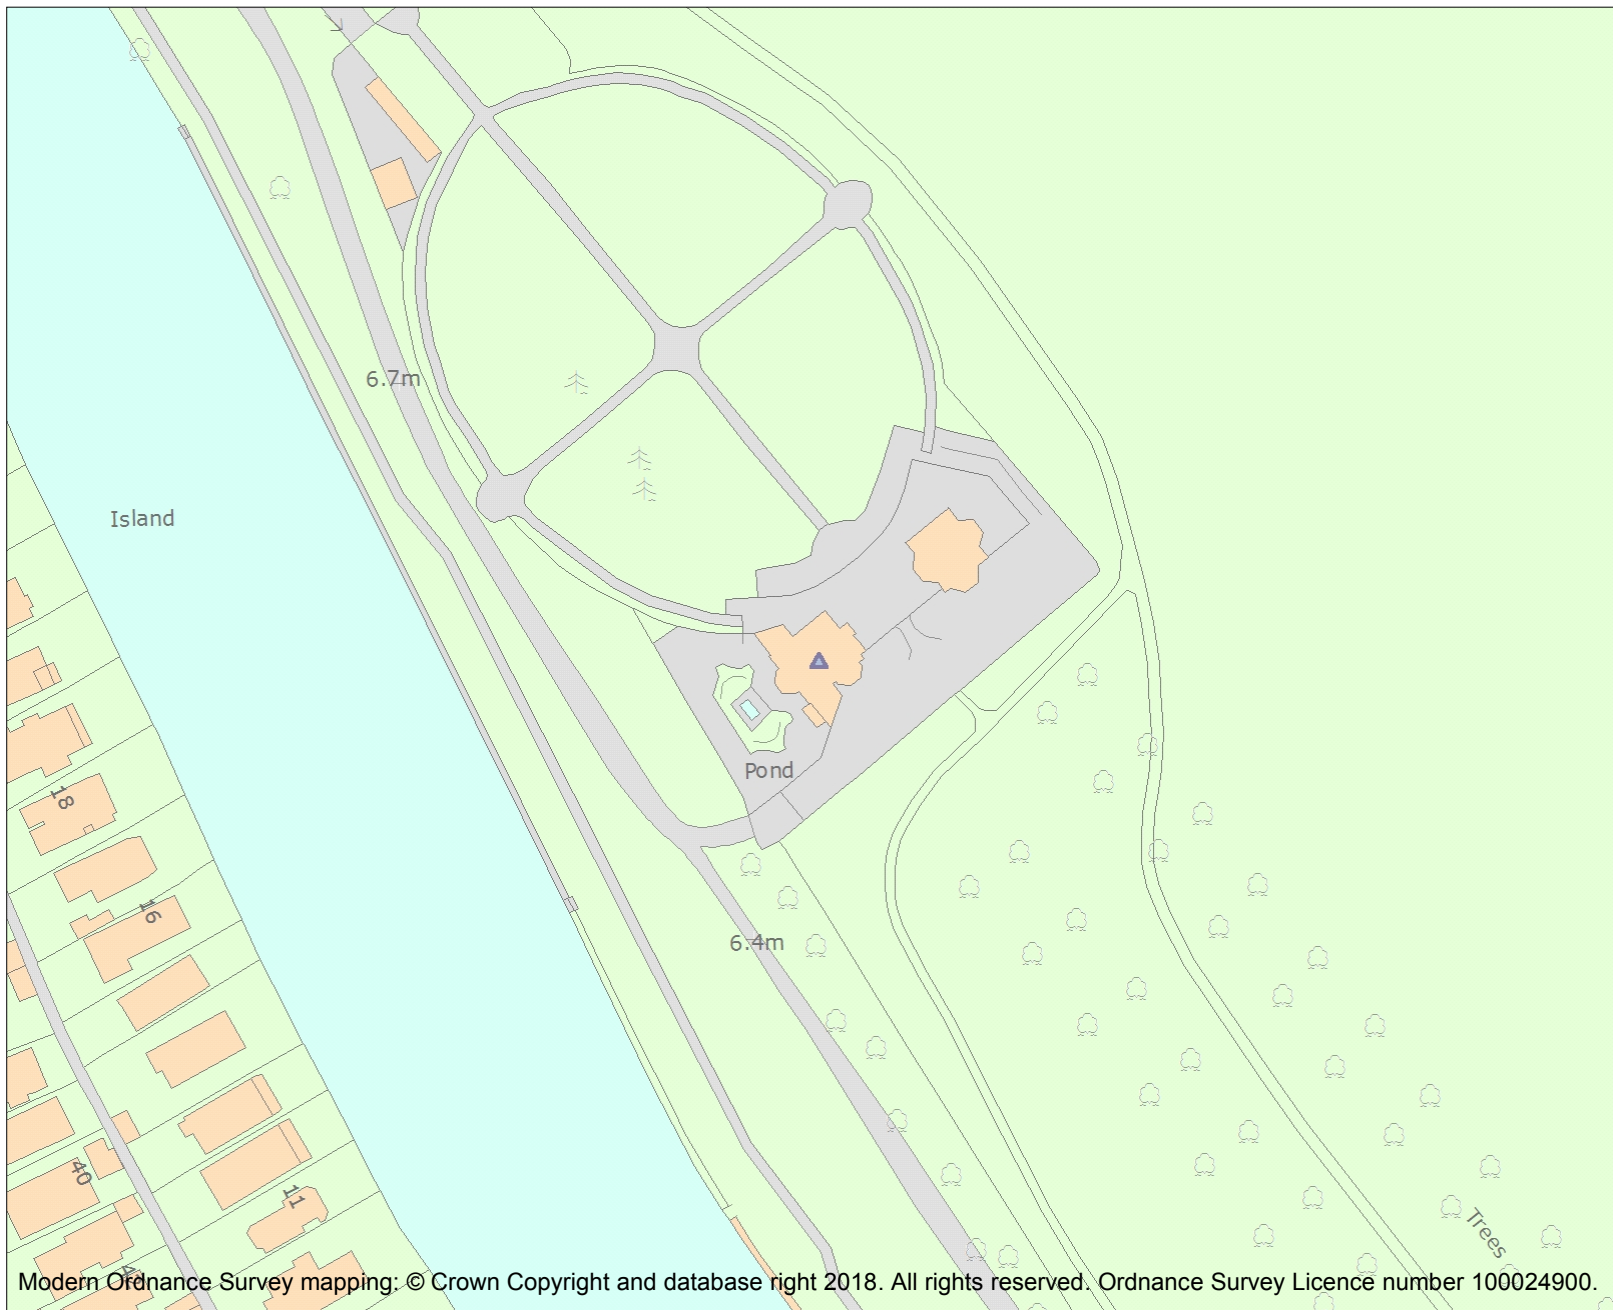 6.7m
Island
Pond
18
16
6.4m
40
11
Trees
Modern Ordnance Survey mapping: © Crown Copyright and database right 2018. All rights reserved. Ordnance Survey Licence number 100024900.